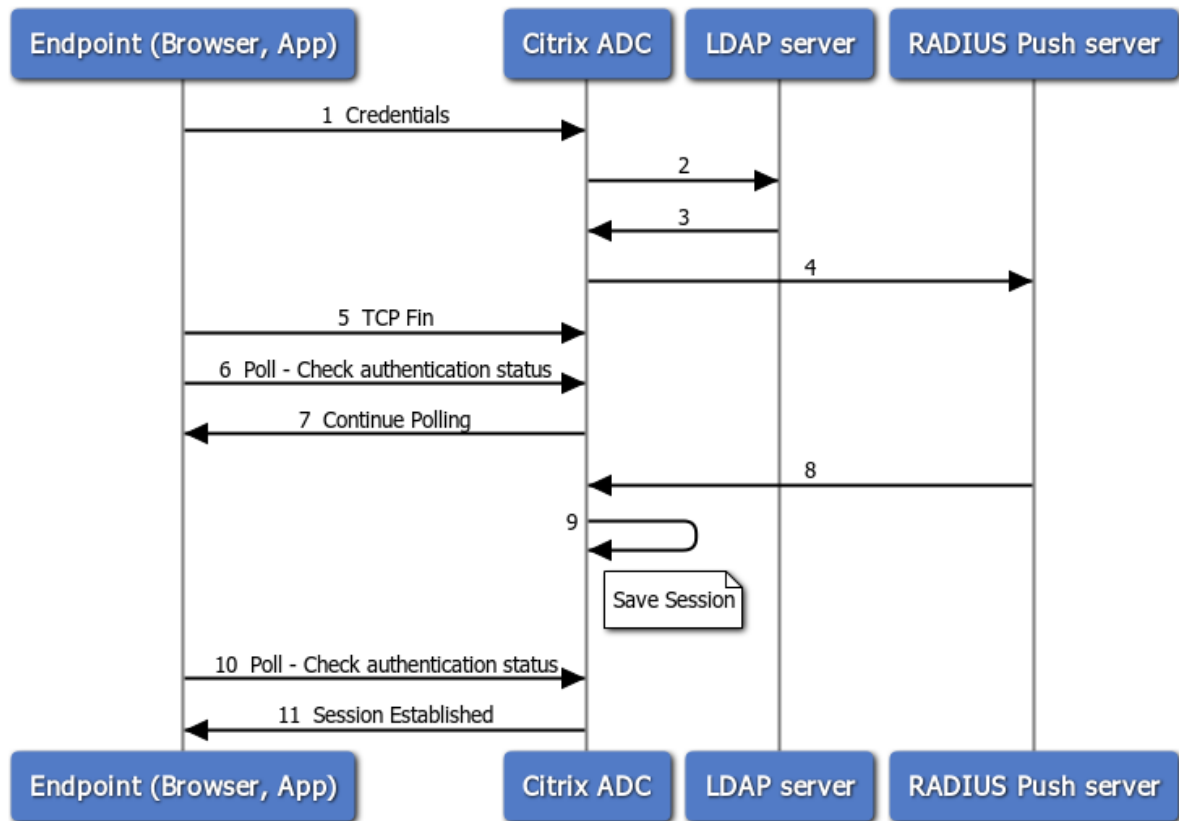 Endpoint (Browser, App) Citrix ADC LDAP server RADIUS Push server
1 Credentials
2
3
4
5 TCP Fin
6 Poll - Check authentication status
7 Continue Polling
8
9
Save Session
10 Poll - Check authentication status
11 Session Established
Endpoint (Browser, App) Citrix ADC LDAP server RADIUS Push server